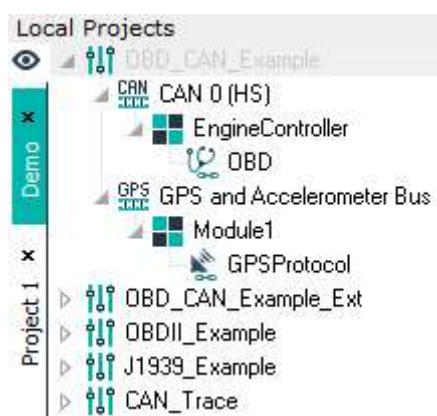 Local Projects
OBD_CAN_Example
CAN CAN 0 (HS)
EngineController
OBD
GPS GPS and Accelerometer Bus
Module1
GPSProtocol
OBD_CAN_Example_Ext
OBDII_Example
J1939_Example
CAN_Trace
Demo x
Project 1 x